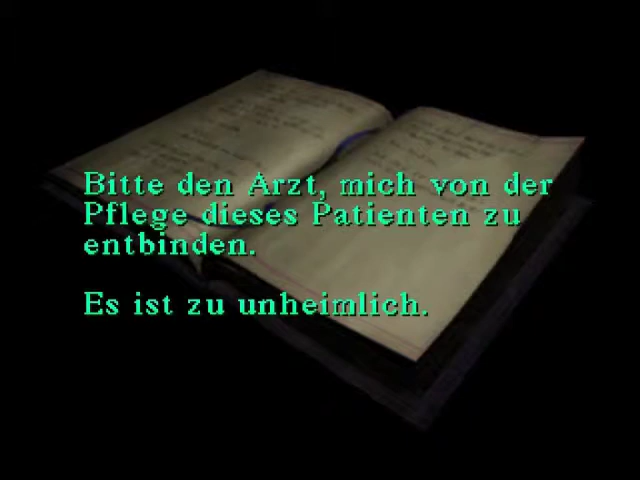 Bitte den Arzt, mich von der
Pflege dieses Patienten zu
entbinden.
Es ist zu unheimlich.